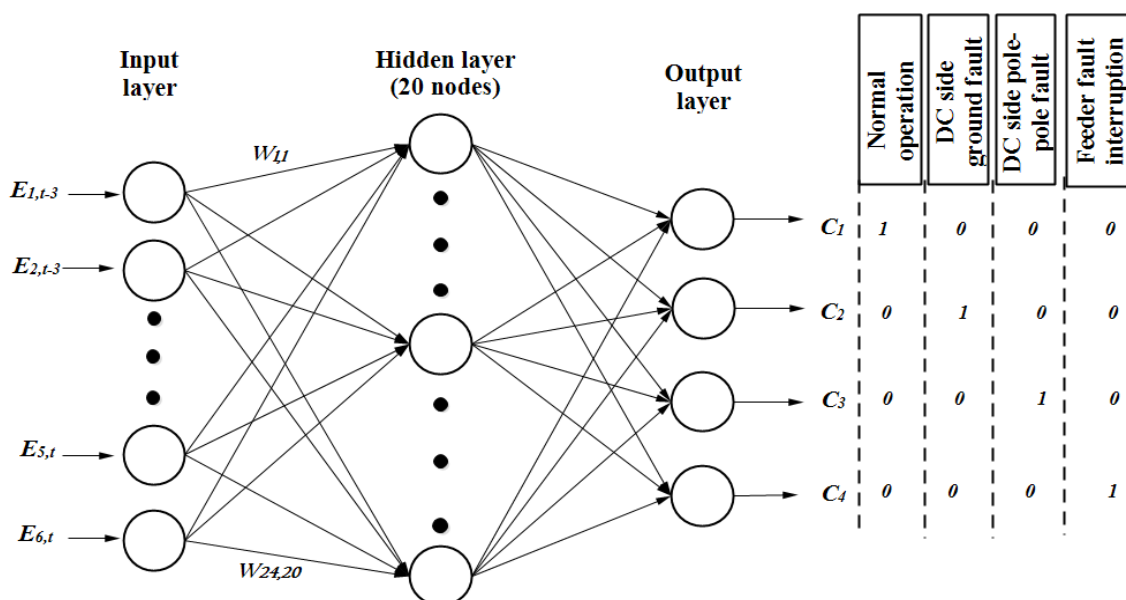 Input
layer
Hidden layer
(20 nodes)
Output
layer
Normal
operation
DC side
ground fault
DC side pole-
pole fault
Feeder fault
interruption
W1,1
E1,t-3
E2,t-3
E5,t
E6,t
W24,20
C1 1 0 0 0
C2 0 1 0 0
C3 0 0 1 0
C4 0 0 0 1